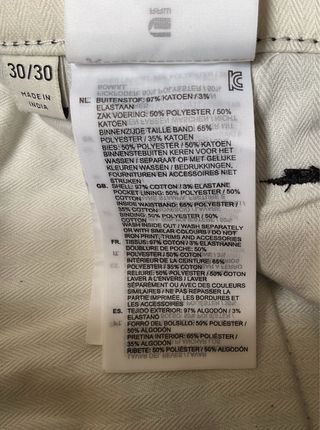 30/30
MADE IN
INDIA
NL. BUITENSTOF: 97% KATOEN / 3%
ELASTAAN
ZAK VOERING: 50% POLYESTER / 50%
KATOEN
BINNENZIJDE TAILLE BAND: 65%
POLYESTER / 35% KATOEN
BIES: 50% POLYESTER / 50% KATOEN
BINNENSTEBUITEN KEREN VOOR HET
WASSEN / SEPARAAT OF MET GELIJKE
KLEUREN WASSEN / BEDRUKKINGEN
FOURNITUREN EN ACCESSOIRES NIET
STRIJKEN
GB. SHELL: 97% COTTON / 3% ELASTANE
POCKET LINING: 50% POLYESTER / 50%
COTTON
INSIDE WAISTBAND: 65% POLYESTER /
35% COTTON
BINDING: 50% POLYESTER / 50%
COTTON
WASH INSIDE OUT / WASH SEPARATELY
OR WITH SIMILAR COLOURS / DO NOT
IRON PRINT, TRIMS AND ACCESSORIES
FR. TISSUS: 97% COTON / 3% ELASTHANNE
DOUBLURE DE POCHE: 50%
POLYESTER / 50% COTON
INTÉRIEUR DE LA CEINTURE: 65%
POLYESTER / 35% COTON
RELIURE: 50% POLYESTER / 50% COTON
LAVER À L'ENVERS / LAVER
SÉPARÉMENT OU AVEC DES COULEURS
SIMILAIRES / NE PAS REPASSER LA
PARTIE IMPRIMÉE, LES BORDURES ET
LES ACCESSOIRES
ES. TEJIDO EXTERIOR: 97% ALGODÓN / 3%
ELASTANO
FORRO DEL BOLSILLO: 50% POLIÉSTER /
50% ALGODÓN
PRETINA INTERIOR: 65% POLIÉSTER /
35% ALGODÓN
RIBETE: 50% POLIÉSTER / 50% ALGODÓN